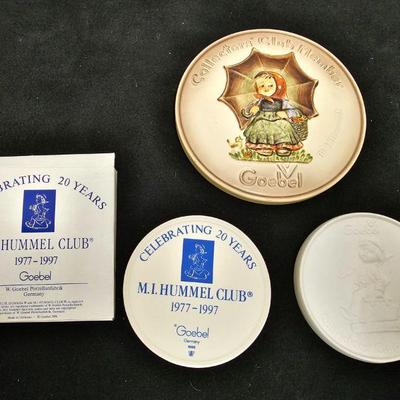 Collectors Club Member
Goebel
CELEBRATING 20 YEARS
M.I. HUMMEL CLUB®
1977-1997
Goebel
Germany
EBRATING 20 YEARS
HUMMEL CLUB®
1977-1997
Goebel
W. Goebel Porzellanfabrik
Germany